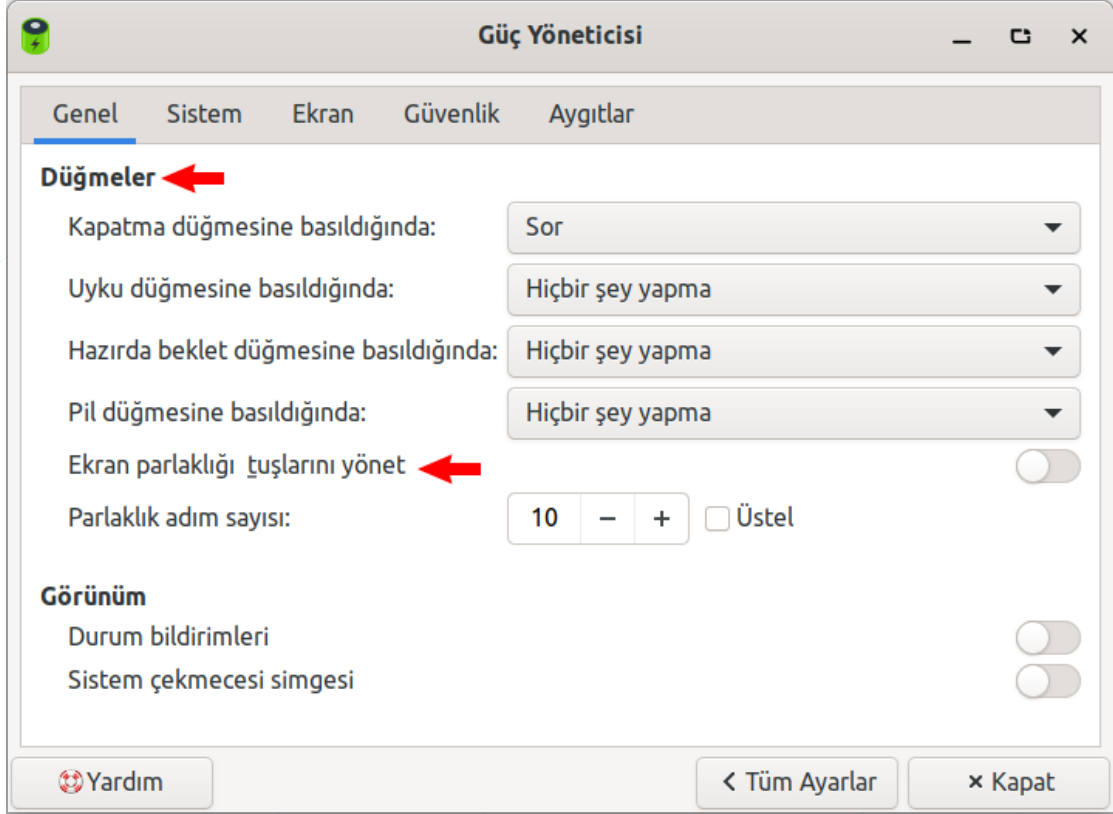 Güç Yöneticisi
Genel Sistem Ekran Güvenlik Aygıtlar
Düğmeler
Kapatma düğmesine basıldığında: Sor
Uyku düğmesine basıldığında: Hiçbir şey yapma
Hazırda beklet düğmesine basıldığında: Hiçbir şey yapma
Pil düğmesine basıldığında: Hiçbir şey yapma
Ekran parlaklığı tuşlarını yönet
Parlaklık adım sayısı: 10 − + Üstel
Görünüm
Durum bildirimleri
Sistem çekmecesi simgesi
Yardım < Tüm Ayarlar × Kapat